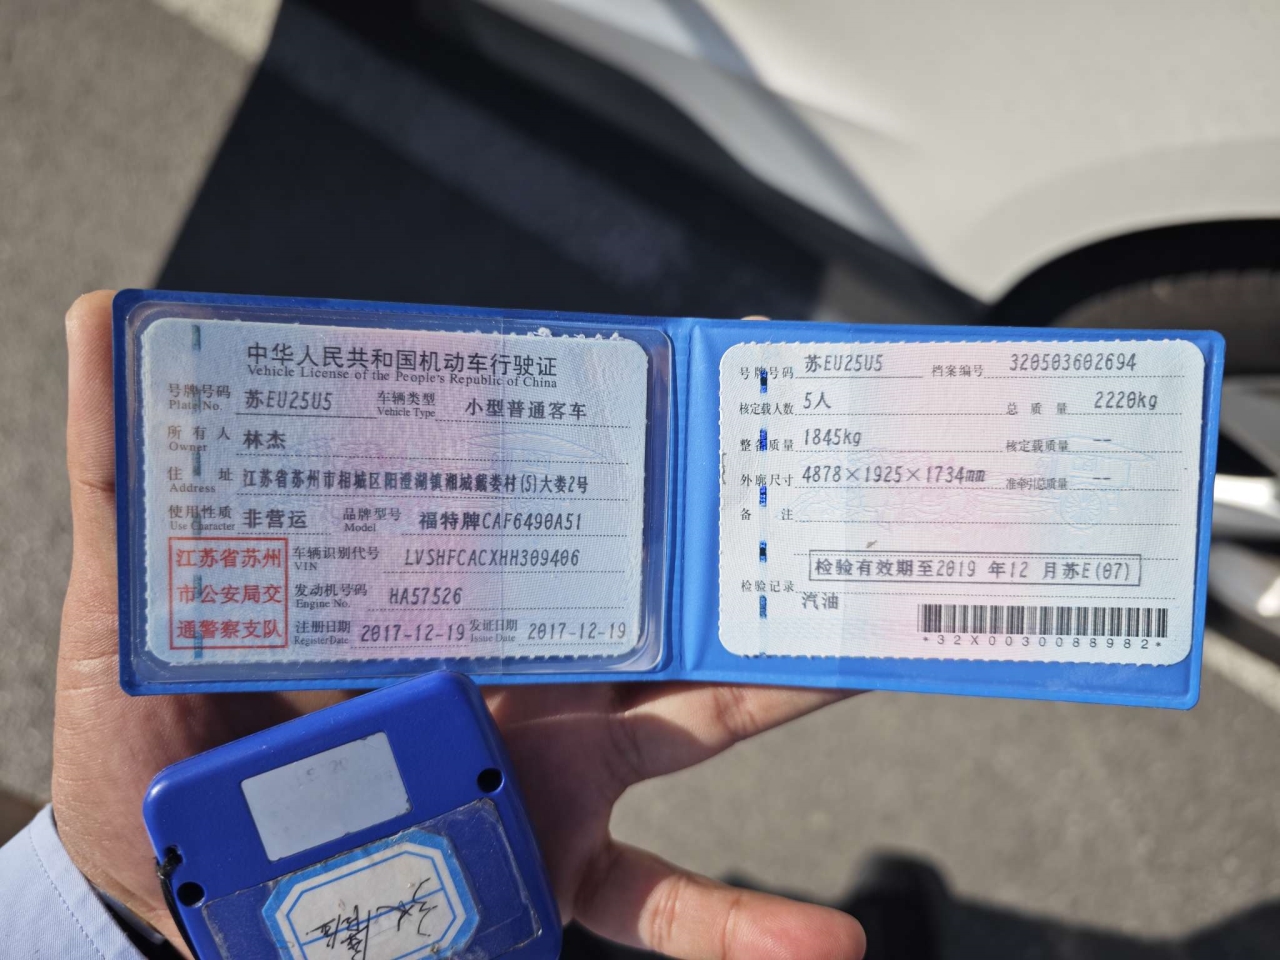 中华人民共和国机动车行驶证
Vehicle License of the People's Republic of China
号牌号码 苏EU25U5 车辆类型 小型普通客车
Plate No. Vehicle Type
所有人 林杰
Owner
住址 江苏省苏州市相城区阳澄湖镇湘城戴娄村(5)大娄2号
Address
使用性质 非营运 品牌型号 福特牌CAF6490A51
Use Character Model
江苏省苏州
市公安局交
通警察支队
车辆识别代号 LVSHFCACXHH309406
VIN
发动机号码 HA57526
Engine No.
注册日期 2017-12-19 发证日期 2017-12-19
Register Date Issue Date
号牌号码 苏EU25U5 档案编号 320503602694
核定载人数 5人 总质量 2220kg
整备质量 1845kg 核定载质量 --
外廓尺寸 4878×1925×1734mm 准牵引总质量 --
备注
检验有效期至2019 年12 月苏E(07)
检验记录
汽油
*32X0030088982*